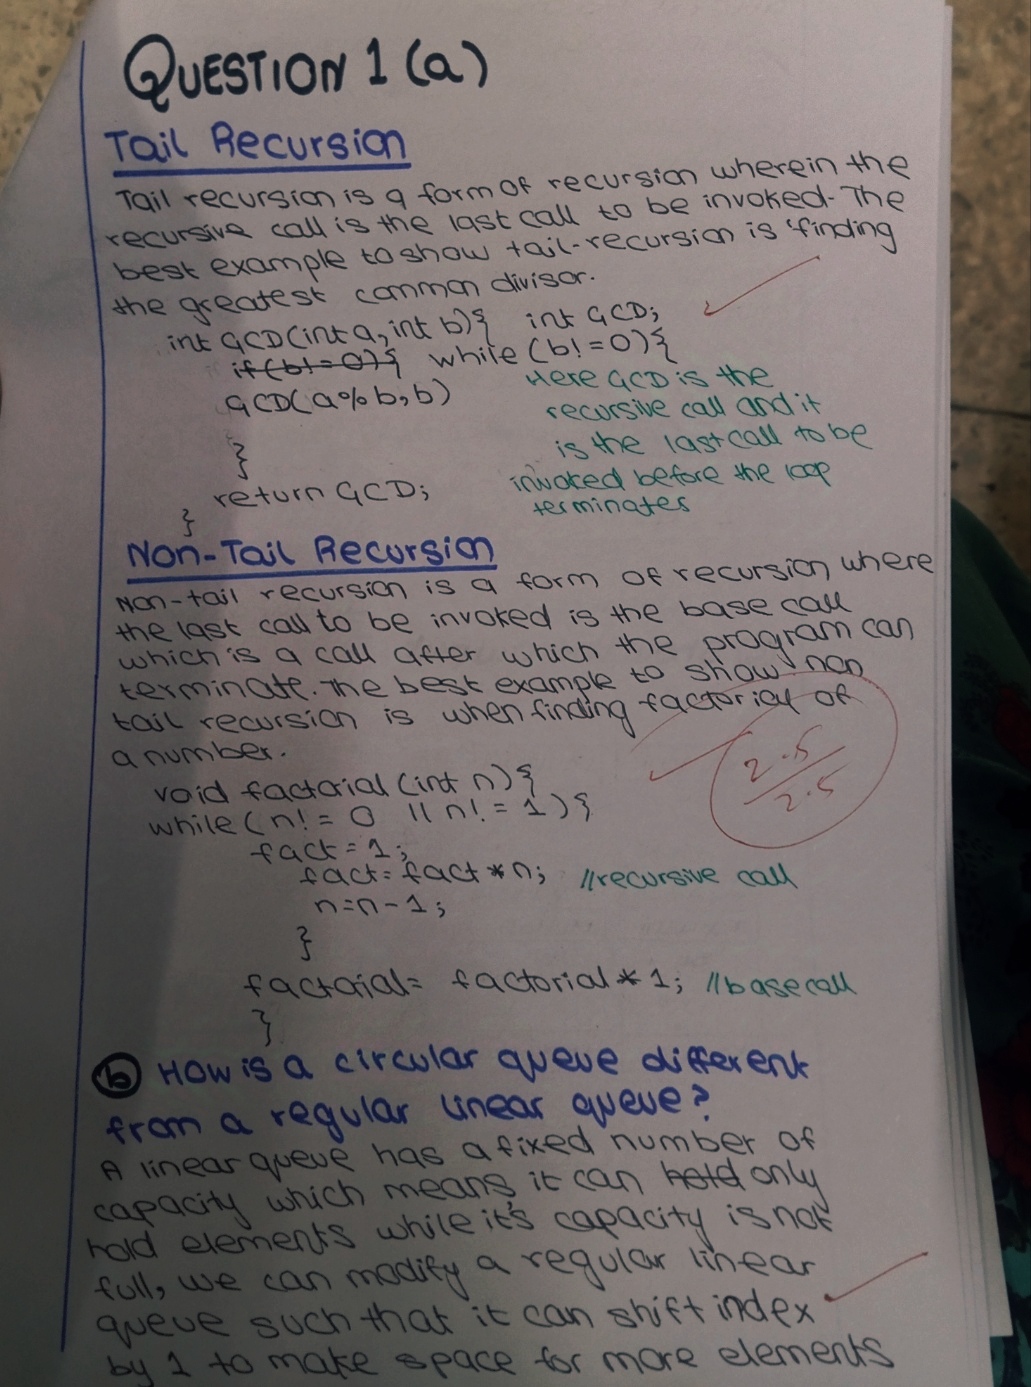 QUESTION 1 (a)
Tail Recursion
Tail recursion is a form of recursion wherein the
recursive call is the last call to be invoked. The
best example to show tail-recursion is 'finding
the greatest common divisor.
int GCD(int a, int b){ int GCD;
if(b!=0){ while (b!=0){
GCD(a%b,b)
Here GCD is the
recursive call and it
is the last call to be
invoked before the loop
terminates
}
return GCD;
}
Non-Tail Recursion
Non-tail recursion is a form of recursion where
the last call to be invoked is the base call
which is a call after which the program can
terminate. The best example to show non
tail recursion is when finding factorial of
a number.
2.5/2.5
void factorial (int n){
while(n!=0 || n!=1){
fact=1;
fact=fact*n; //recursive call
n=n-1;
}
factorial= factorial*1; //base call
}
(b) How is a circular queue different
from a regular linear queue?
A linear queue has a fixed number of
capacity which means, it can hold only
hold elements while it's capacity is not
full, we can modify a regular linear
queue such that it can shift index
by 1 to make space for more elements